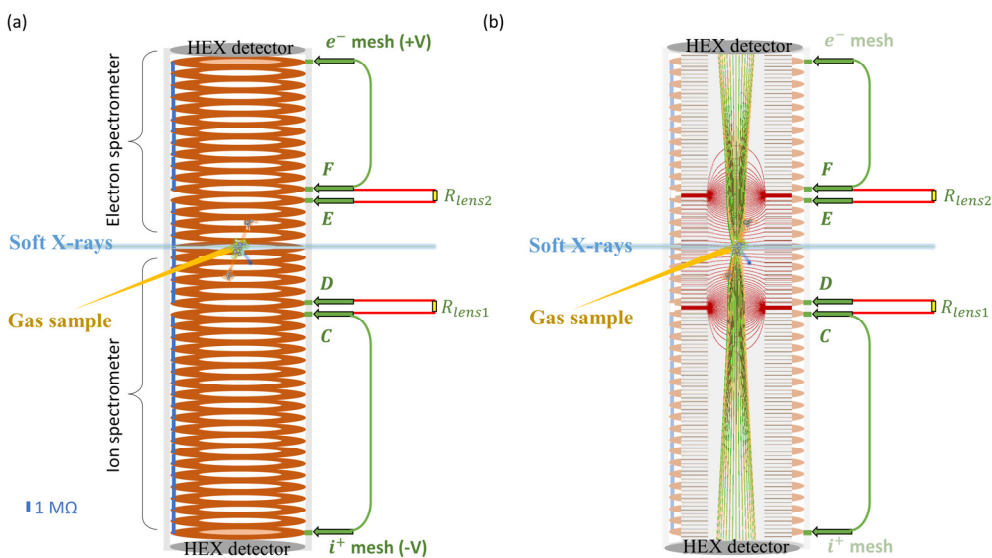 (a)
HEX detector
e⁻ mesh (+V)
Electron spectrometer
F
R_lens2
E
Soft X-rays
D
Gas sample
R_lens1
C
Ion spectrometer
1 MΩ
HEX detector
i⁺ mesh (-V)
(b)
HEX detector
e⁻ mesh
F
R_lens2
E
Soft X-rays
D
Gas sample
R_lens1
C
HEX detector
i⁺ mesh